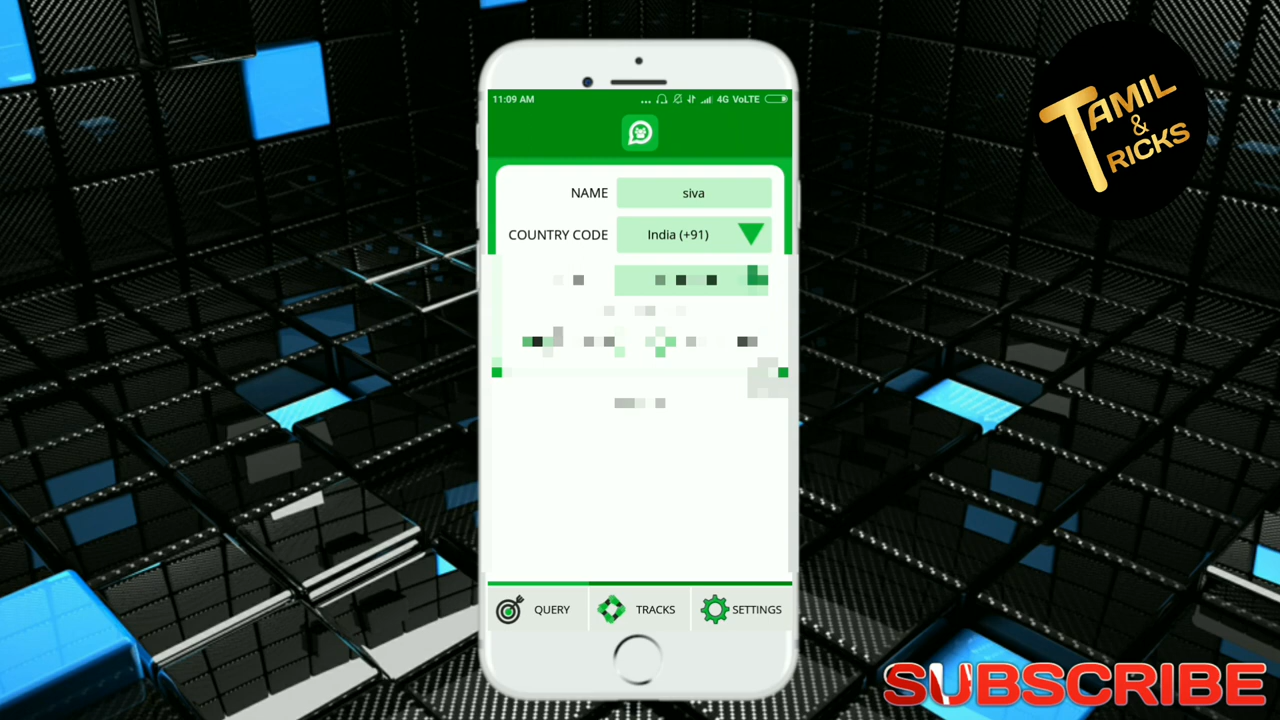 11:09 AM
4G VoLTE
NAME
siva
COUNTRY CODE
India (+91)
QUERY
TRACKS
SETTINGS
TAMIL
&
TRICKS
SUBSCRIBE